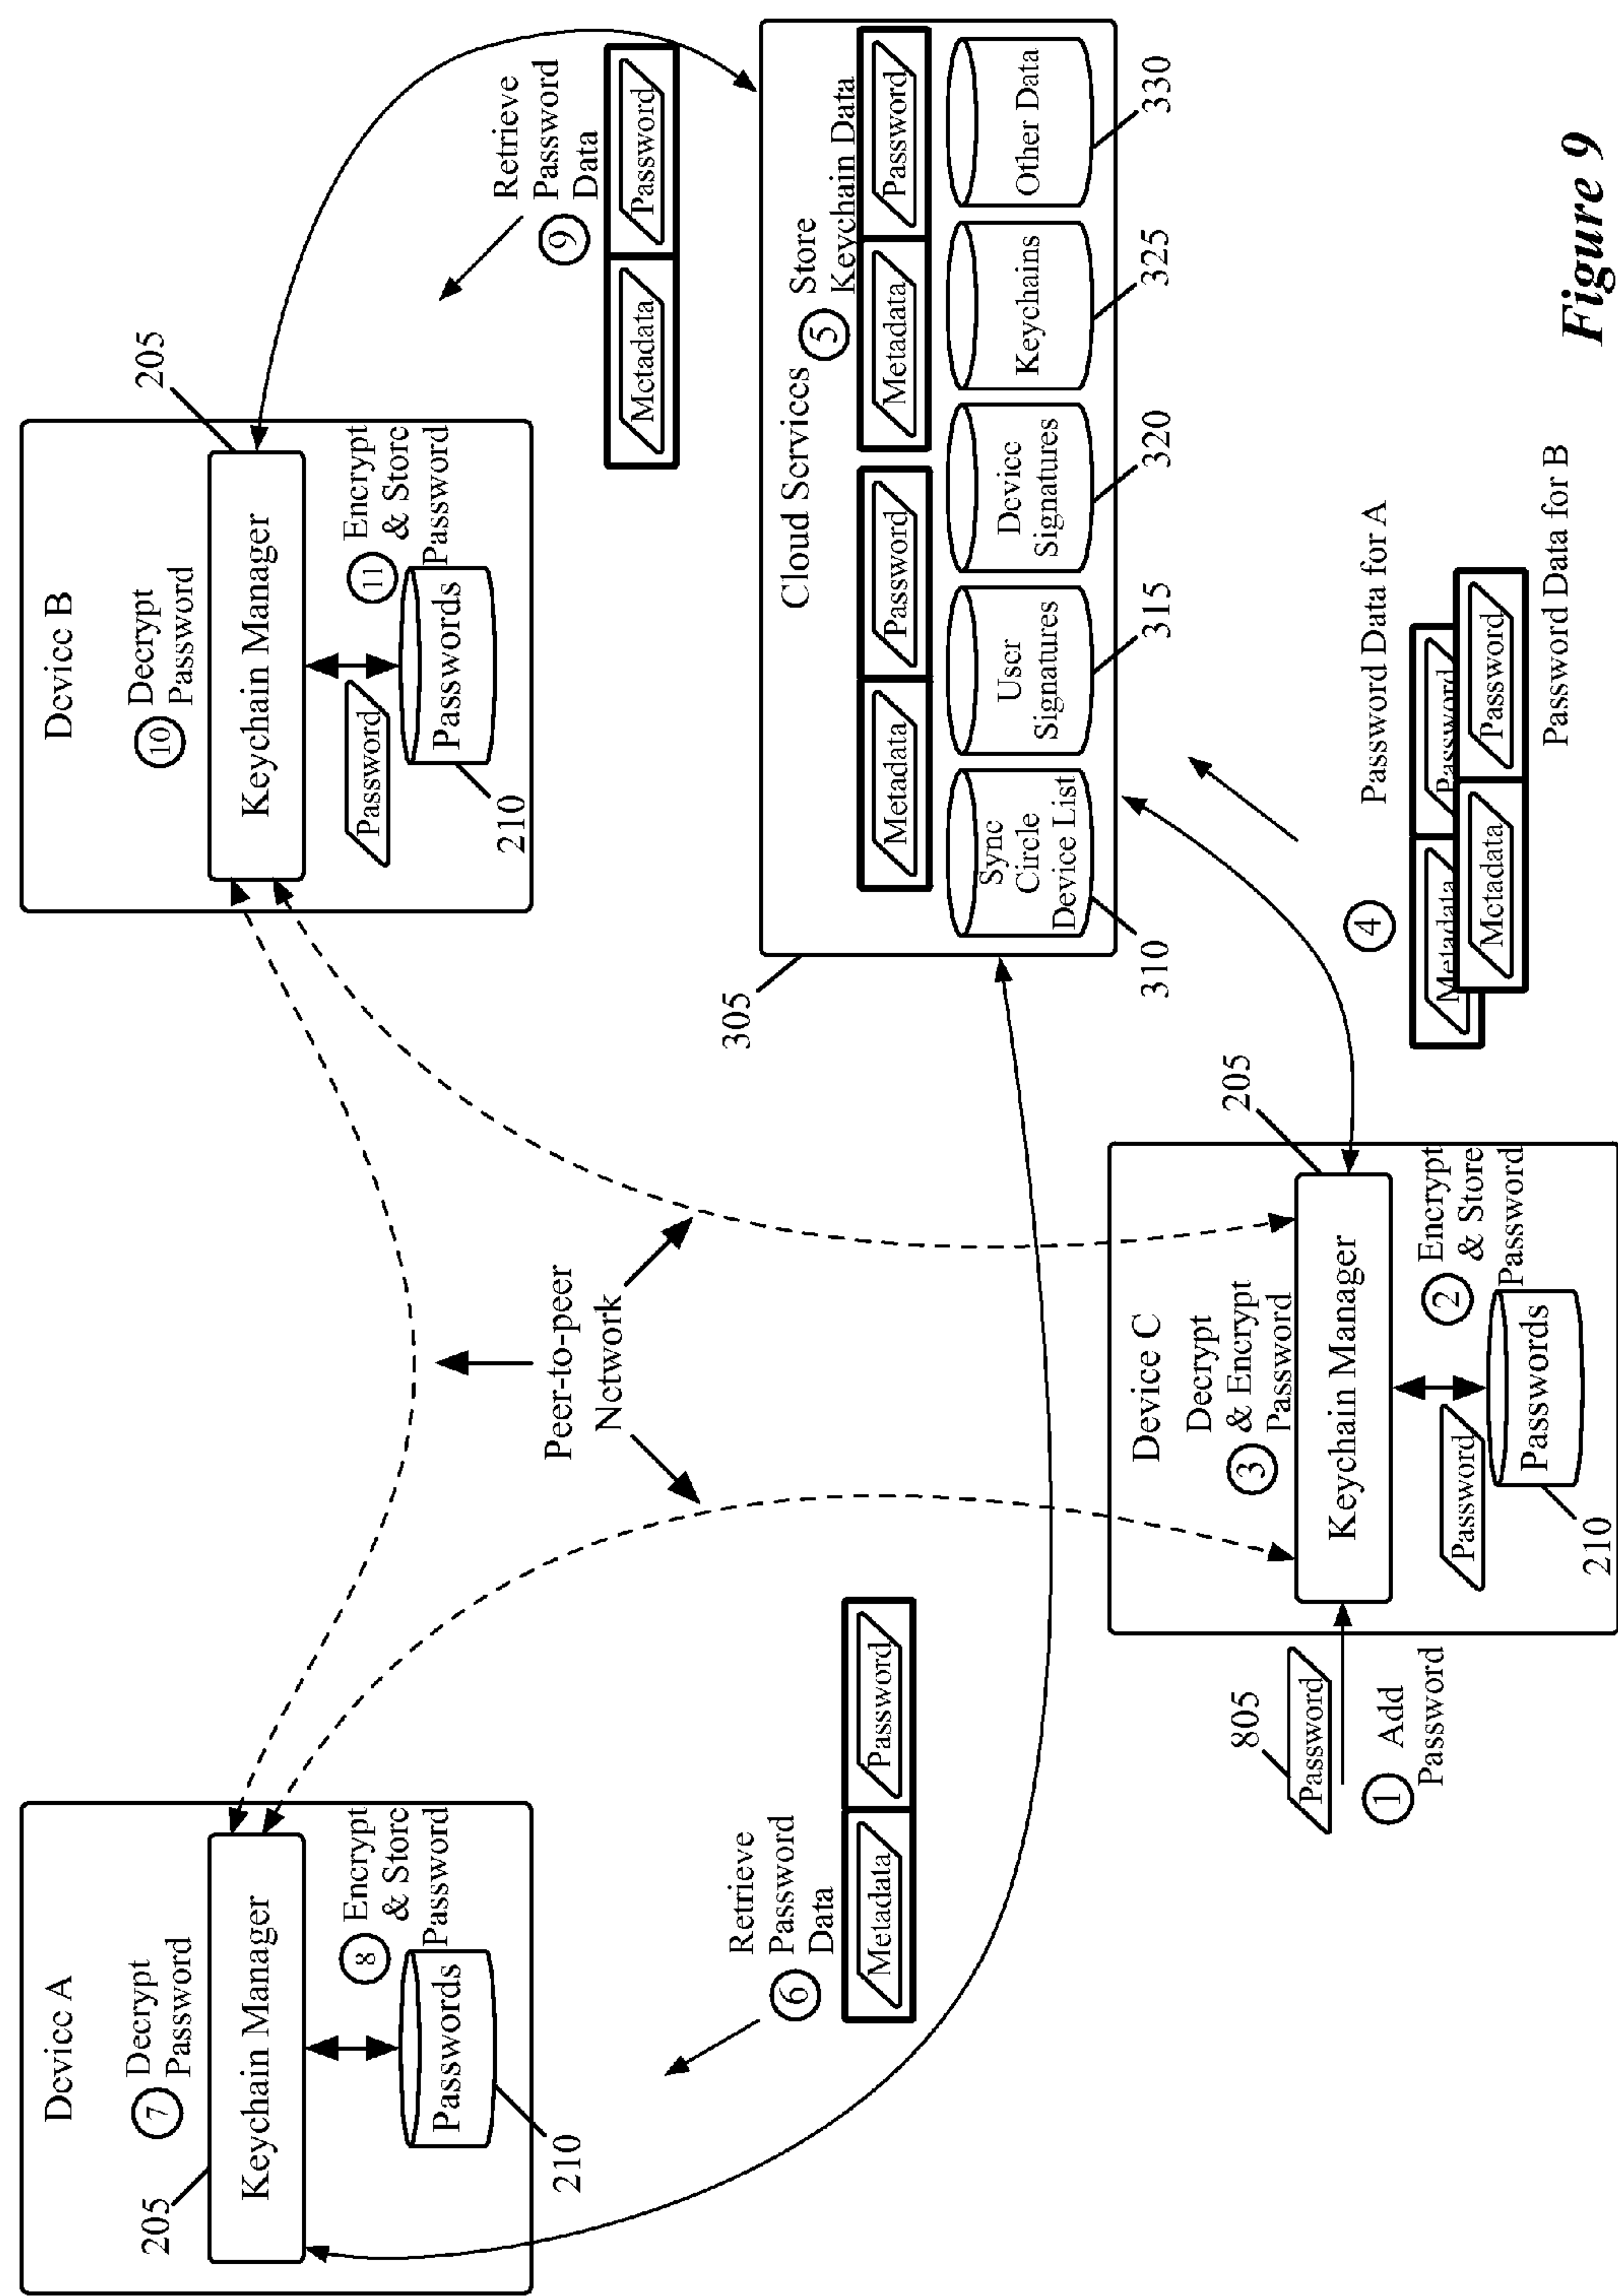 Device A
7 Decrypt
Password
205
Keychain Manager
8 Encrypt
& Store
Password
Passwords
210
Device B
10 Decrypt
Password
205
Keychain Manager
Password
11 Encrypt
& Store
Password
Passwords
210
Peer-to-peer
Network
Retrieve
6 Password
Data
Metadata
Password
Retrieve
9 Password
Data
Metadata
Password
305
Cloud Services
5 Store
Keychain Data
Metadata
Password
Metadata
Password
Sync
Circle
Device List
User
Signatures
Device
Signatures
Keychains
Other Data
310
315
320
325
330
805
Password
1 Add
Password
Device C
Decrypt
3 & Encrypt
Password
205
Keychain Manager
Password
2 Encrypt
& Store
Password
Passwords
210
4
Password Data for A
Metadata
Password
Metadata
Password
Password Data for B
Figure 9